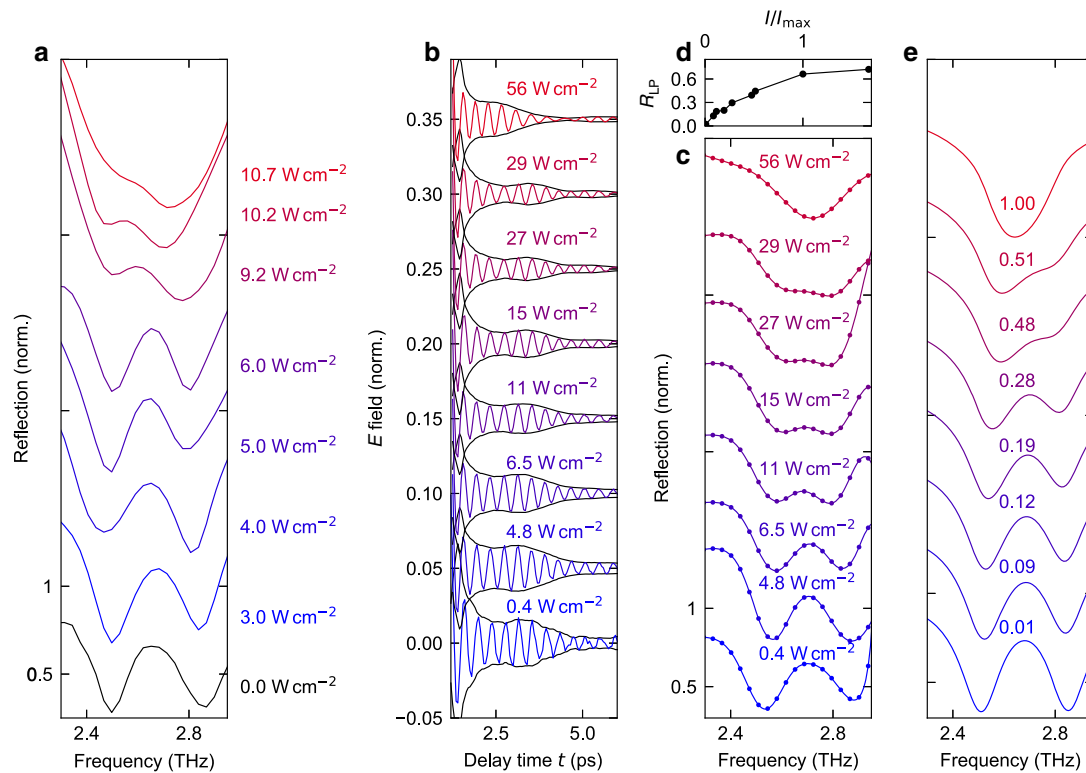 a
10.7 W cm⁻²
10.2 W cm⁻²
9.2 W cm⁻²
6.0 W cm⁻²
5.0 W cm⁻²
4.0 W cm⁻²
3.0 W cm⁻²
0.0 W cm⁻²
1
0.5
Reflection (norm.)
2.4 2.8
Frequency (THz)
b
56 W cm⁻²
29 W cm⁻²
27 W cm⁻²
15 W cm⁻²
11 W cm⁻²
6.5 W cm⁻²
4.8 W cm⁻²
0.4 W cm⁻²
0.35
0.30
0.25
0.20
0.15
0.10
0.05
0.00
−0.05
E field (norm.)
2.5 5.0
Delay time t (ps)
d
I/Imax
0 1
0.6
0.3
0.0
R_LP
c
56 W cm⁻²
29 W cm⁻²
27 W cm⁻²
15 W cm⁻²
11 W cm⁻²
6.5 W cm⁻²
4.8 W cm⁻²
0.4 W cm⁻²
1
0.5
Reflection (norm.)
2.4 2.8
Frequency (THz)
e
1.00
0.51
0.48
0.28
0.19
0.12
0.09
0.01
2.4 2.8
Frequency (THz)